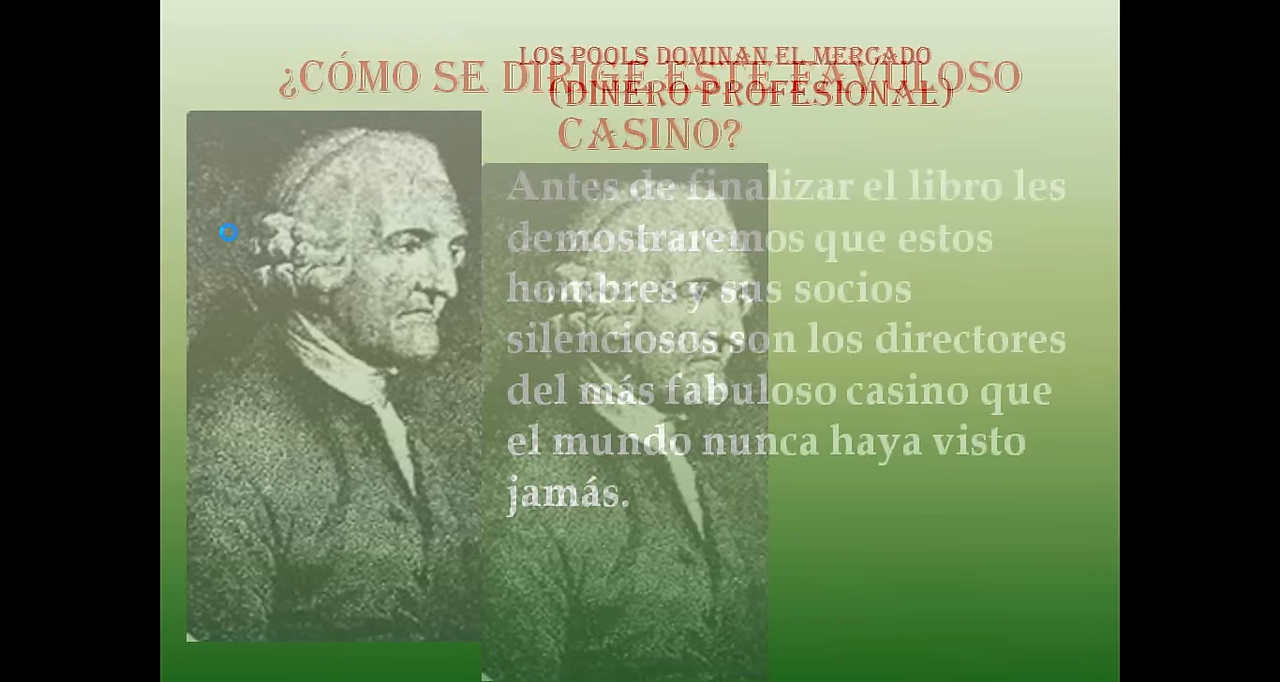 LOS POOLS DOMINAN EL MERCADO
(DINERO PROFESIONAL)
¿CÓMO SE DIRIGE ESTE FAVULOSO
CASINO?
Antes de finalizar el libro les
demostraremos que estos
hombres y sus socios
silenciosos son los directores
del más fabuloso casino que
el mundo nunca haya visto
jamás.